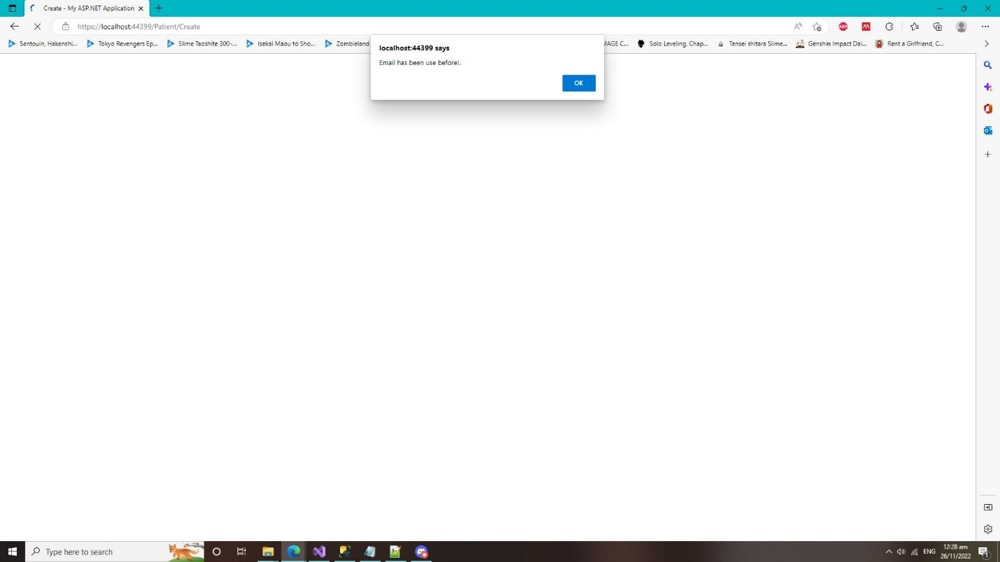 Create - My ASP.NET Application
https://localhost:44399/Patient/Create
Sentouin, Hakenshi...
Tokyo Revengers Ep...
Slime Taoshite 300-...
Isekai Maou to Sho...
Zombieland
MAGE C...
Solo Leveling, Chap...
Tensei shitara Slime...
Genshin Impact Dai...
Rent a Girlfriend, C...
localhost:44399 says
Email has been use before!.
OK
Type here to search
ENG
12:28 am
26/11/2022
1
ABP